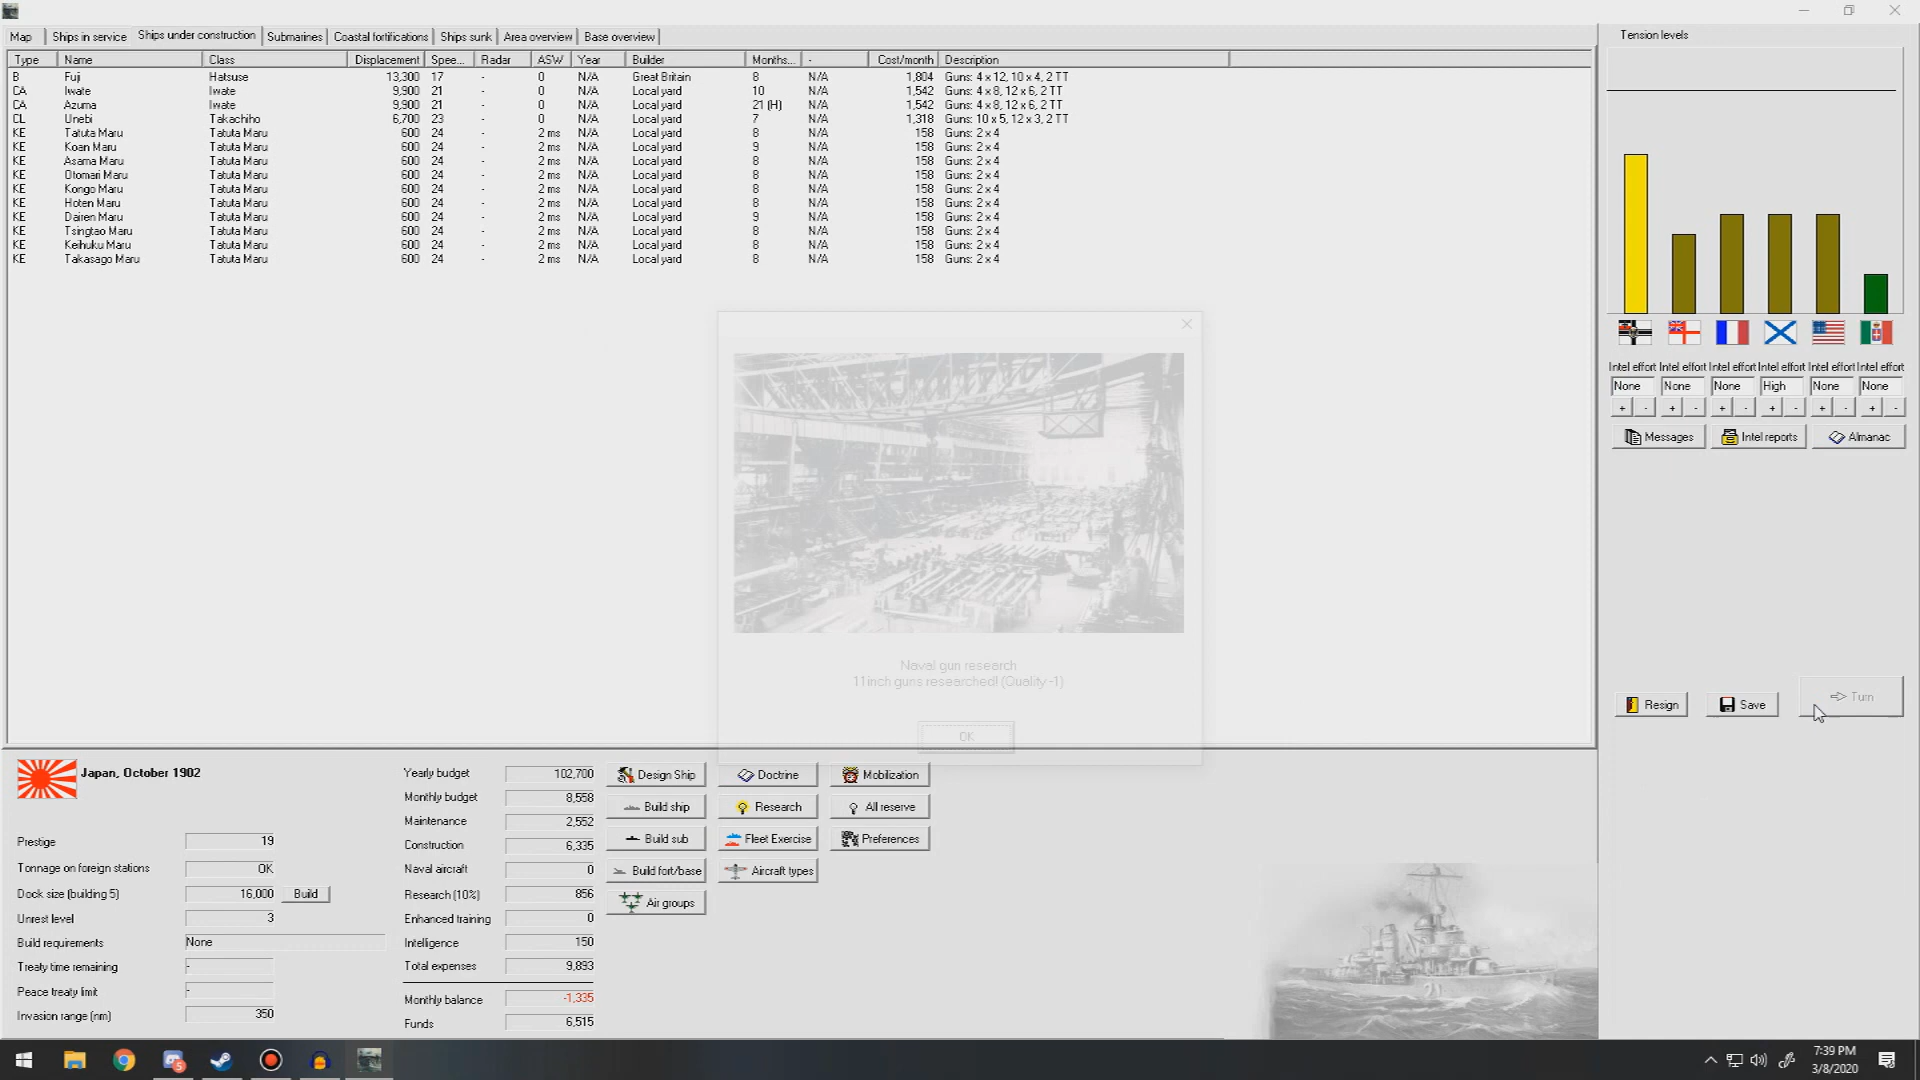 Map Ships in service Ships under construction Submarines Coastal fortifications Ships sunk Area overview Base overview
Type Name Class Displacement Spee... Radar ASW Year Builder Months... - Cost/month Description
B Fuji Hatsuse 13,300 17 - 0 N/A Great Britain 8 N/A 1,804 Guns: 4 x 12, 10 x 4, 2 TT
CA Iwate Iwate 9,900 21 - 0 N/A Local yard 10 N/A 1,542 Guns: 4 x 8, 12 x 6, 2 TT
CA Azuma Iwate 9,900 21 - 0 N/A Local yard 21 (H) N/A 1,542 Guns: 4 x 8, 12 x 6, 2 TT
CL Unebi Takachiho 6,700 23 - 0 N/A Local yard 7 N/A 1,318 Guns: 10 x 5, 12 x 3, 2 TT
KE Tatuta Maru Tatuta Maru 600 24 - 2 ms N/A Local yard 8 N/A 158 Guns: 2 x 4
KE Koan Maru Tatuta Maru 600 24 - 2 ms N/A Local yard 9 N/A 158 Guns: 2 x 4
KE Asama Maru Tatuta Maru 600 24 - 2 ms N/A Local yard 8 N/A 158 Guns: 2 x 4
KE Otomari Maru Tatuta Maru 600 24 - 2 ms N/A Local yard 8 N/A 158 Guns: 2 x 4
KE Kongo Maru Tatuta Maru 600 24 - 2 ms N/A Local yard 8 N/A 158 Guns: 2 x 4
KE Hoten Maru Tatuta Maru 600 24 - 2 ms N/A Local yard 8 N/A 158 Guns: 2 x 4
KE Dairen Maru Tatuta Maru 600 24 - 2 ms N/A Local yard 9 N/A 158 Guns: 2 x 4
KE Tsingtao Maru Tatuta Maru 600 24 - 2 ms N/A Local yard 8 N/A 158 Guns: 2 x 4
KE Keihuku Maru Tatuta Maru 600 24 - 2 ms N/A Local yard 8 N/A 158 Guns: 2 x 4
KE Takasago Maru Tatuta Maru 600 24 - 2 ms N/A Local yard 8 N/A 158 Guns: 2 x 4
Naval gun research
11inch guns researched! (Quality -1)
OK
Tension levels
Intel effort Intel effort Intel effort Intel effort Intel effort Intel effort
None None None High None None
+ - + - + - + - + - + -
Messages Intel reports Almanac
Resign Save Turn
Japan, October 1902
Prestige 19
Tonnage on foreign stations OK
Dock size (building 5) 16,000 Build
Unrest level 3
Build requirements None
Treaty time remaining -
Peace treaty limit -
Invasion range (nm) 350
Yearly budget 102,700
Monthly budget 8,558
Maintenance 2,552
Construction 6,335
Naval aircraft 0
Research (10%) 856
Enhanced training 0
Intelligence 150
Total expenses 9,893
Monthly balance -1,335
Funds 6,515
Design Ship Doctrine Mobilization
Build ship Research All reserve
Build sub Fleet Exercise Preferences
Build fort/base Aircraft types
Air groups
71
5
7:39 PM
3/8/2020